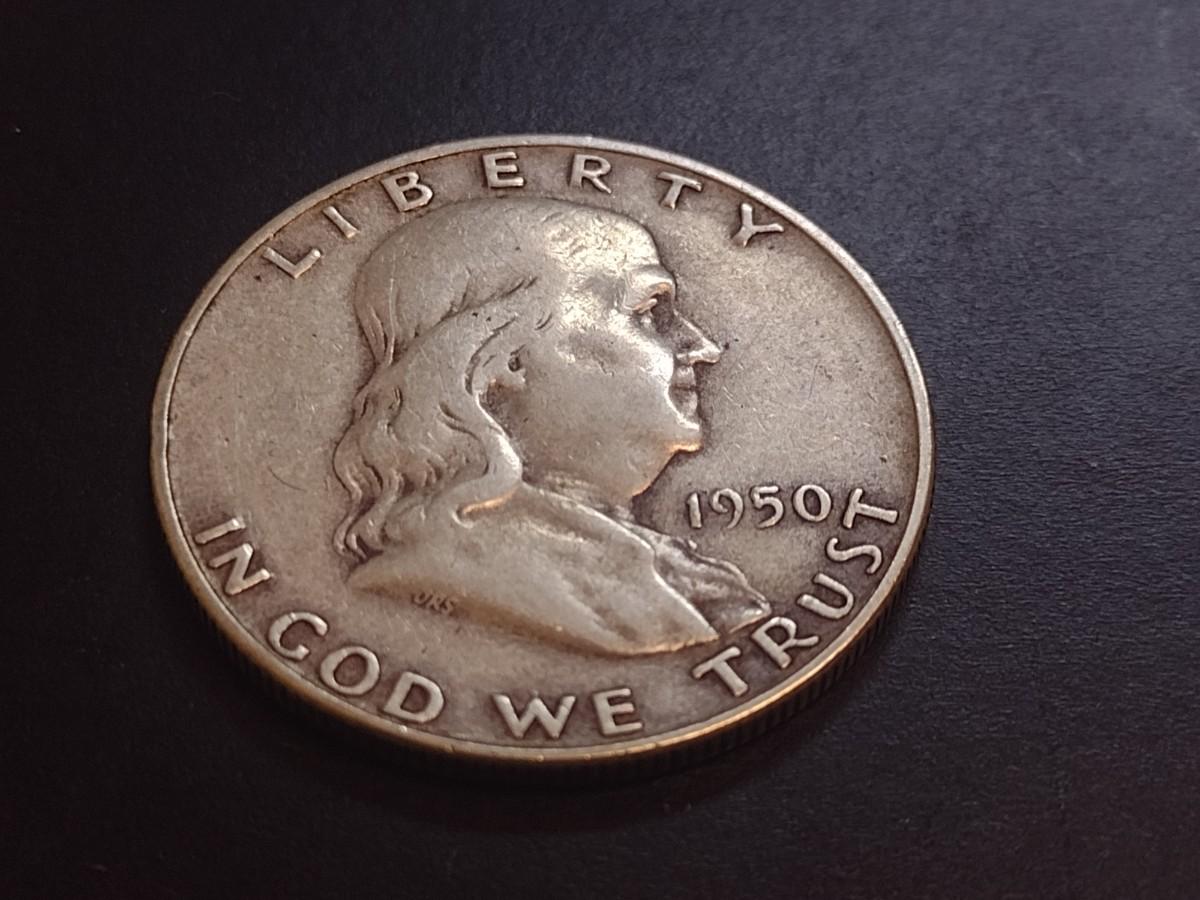 LIBERTY
1950
JRS
IN GOD WE TRUST